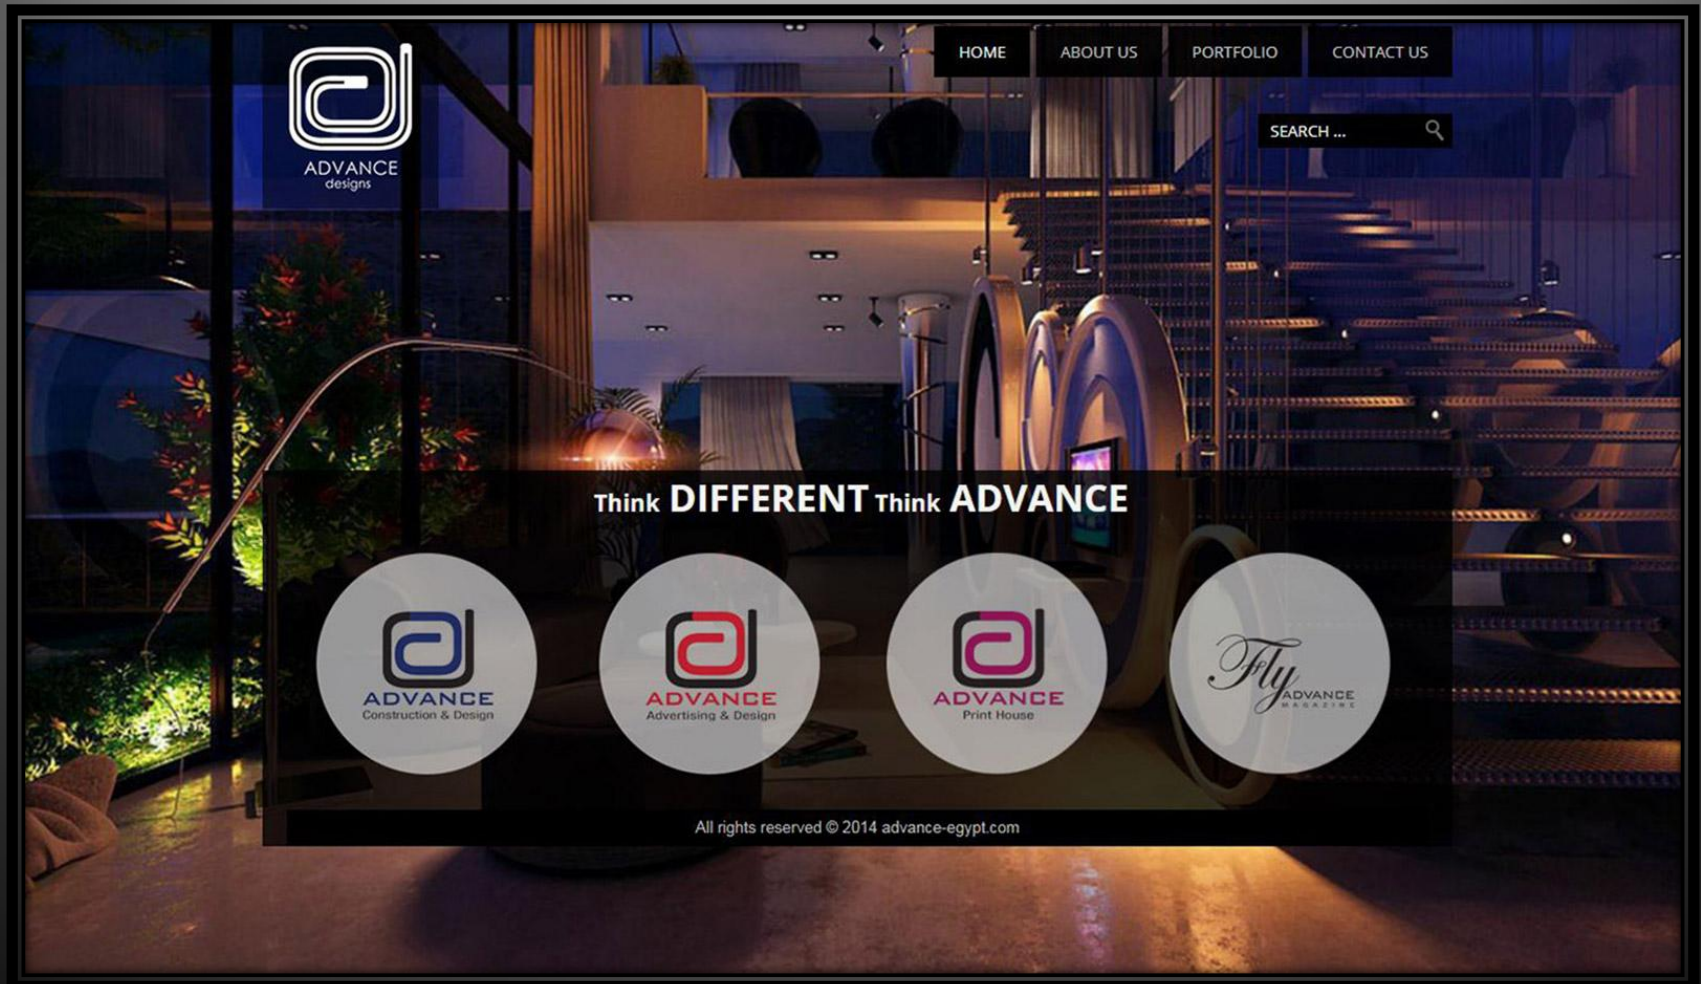 HOME
ABOUT US
PORTFOLIO
CONTACT US
SEARCH ...
ADVANCE
designs
Think DIFFERENT Think ADVANCE
ADVANCE
Construction & Design
ADVANCE
Advertising & Design
ADVANCE
Print House
Fly
ADVANCE
MAGAZINE
All rights reserved © 2014 advance-egypt.com